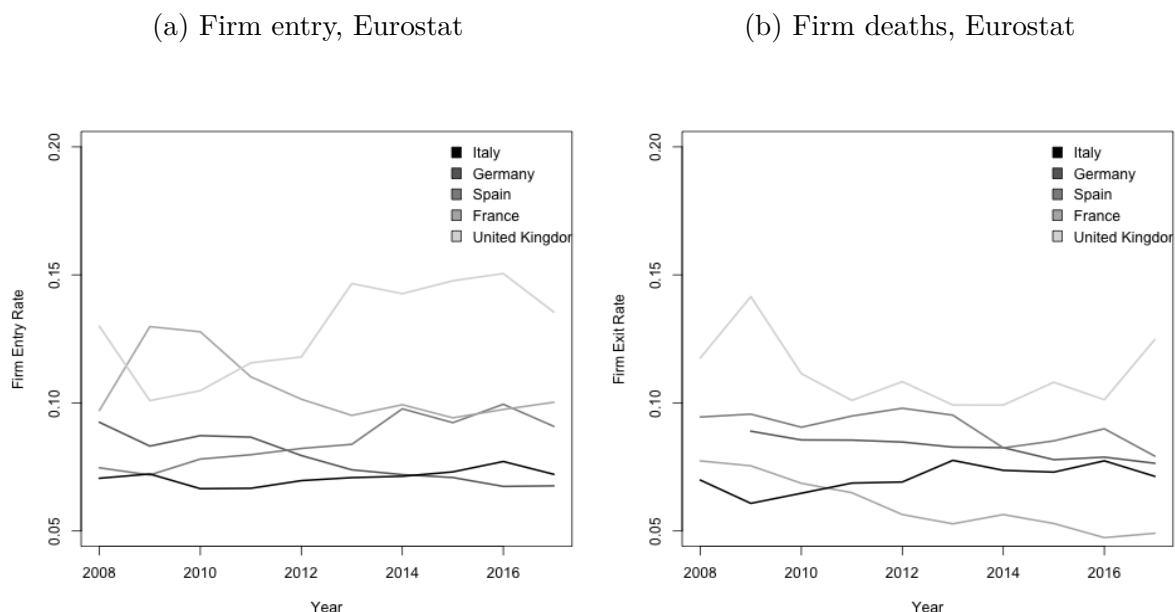 (a) Firm entry, Eurostat
0.20
0.15
0.10
0.05
Firm Entry Rate
Italy
Germany
Spain
France
United Kingdor
2008
2010
2012
2014
2016
Year
(b) Firm deaths, Eurostat
0.20
0.15
0.10
0.05
Firm Exit Rate
Italy
Germany
Spain
France
United Kingdor
2008
2010
2012
2014
2016
Year